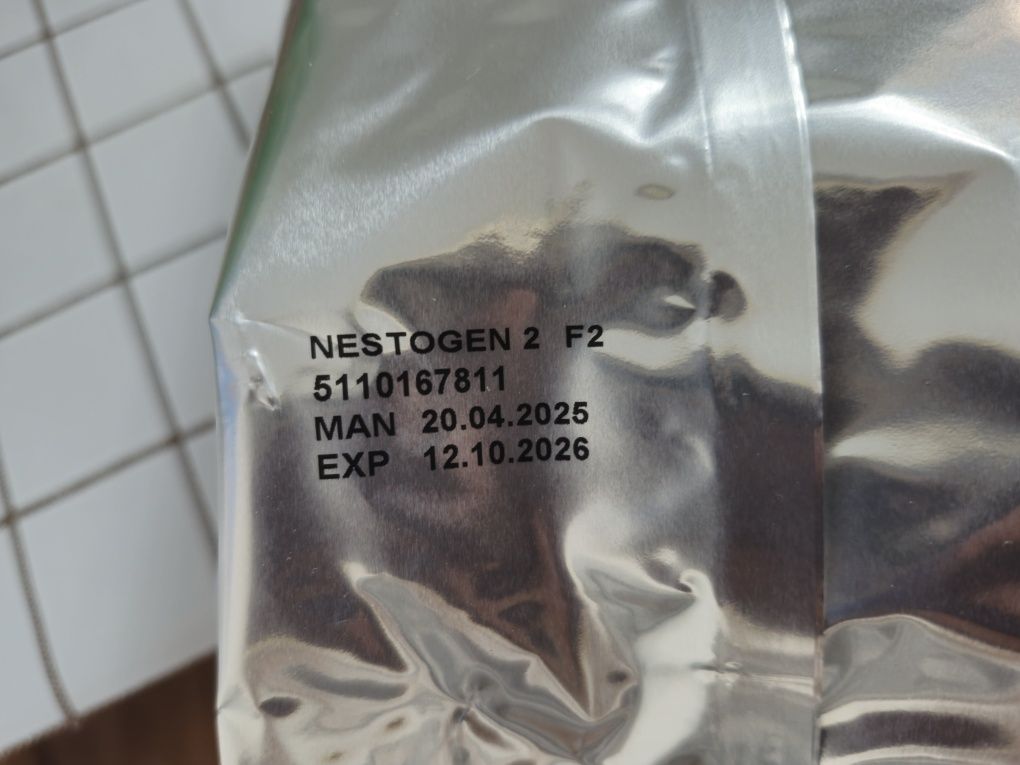 NESTOGEN 2 F2
5110167811
MAN 20.04.2025
EXP 12.10.2026